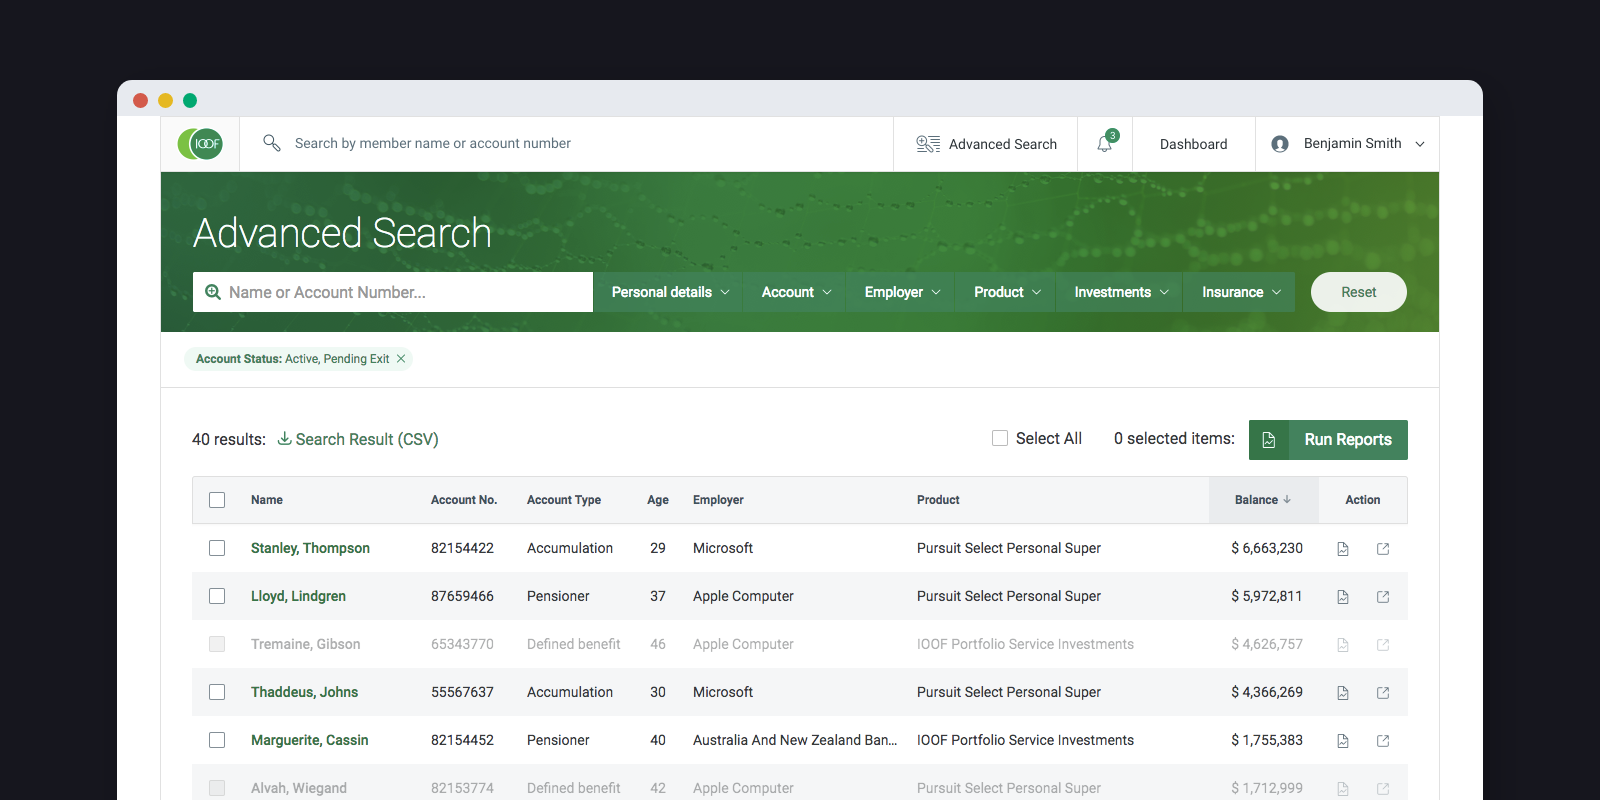 IOOF
Search by member name or account number
Advanced Search
3
Dashboard
Benjamin Smith
Advanced Search
Name or Account Number...
Personal details
Account
Employer
Product
Investments
Insurance
Reset
Account Status: Active, Pending Exit
40 results: Search Result (CSV)
Select All
0 selected items:
Run Reports
Name Account No. Account Type Age Employer Product Balance Action
Stanley, Thompson 82154422 Accumulation 29 Microsoft Pursuit Select Personal Super $ 6,663,230
Lloyd, Lindgren 87659466 Pensioner 37 Apple Computer Pursuit Select Personal Super $ 5,972,811
Tremaine, Gibson 65343770 Defined benefit 46 Apple Computer IOOF Portfolio Service Investments $ 4,626,757
Thaddeus, Johns 55567637 Accumulation 30 Microsoft Pursuit Select Personal Super $ 4,366,269
Marguerite, Cassin 82154452 Pensioner 40 Australia And New Zealand Ban... IOOF Portfolio Service Investments $ 1,755,383
Alvah, Wiegand 82153774 Defined benefit 42 Apple Computer Pursuit Select Personal Super $ 1,712,999